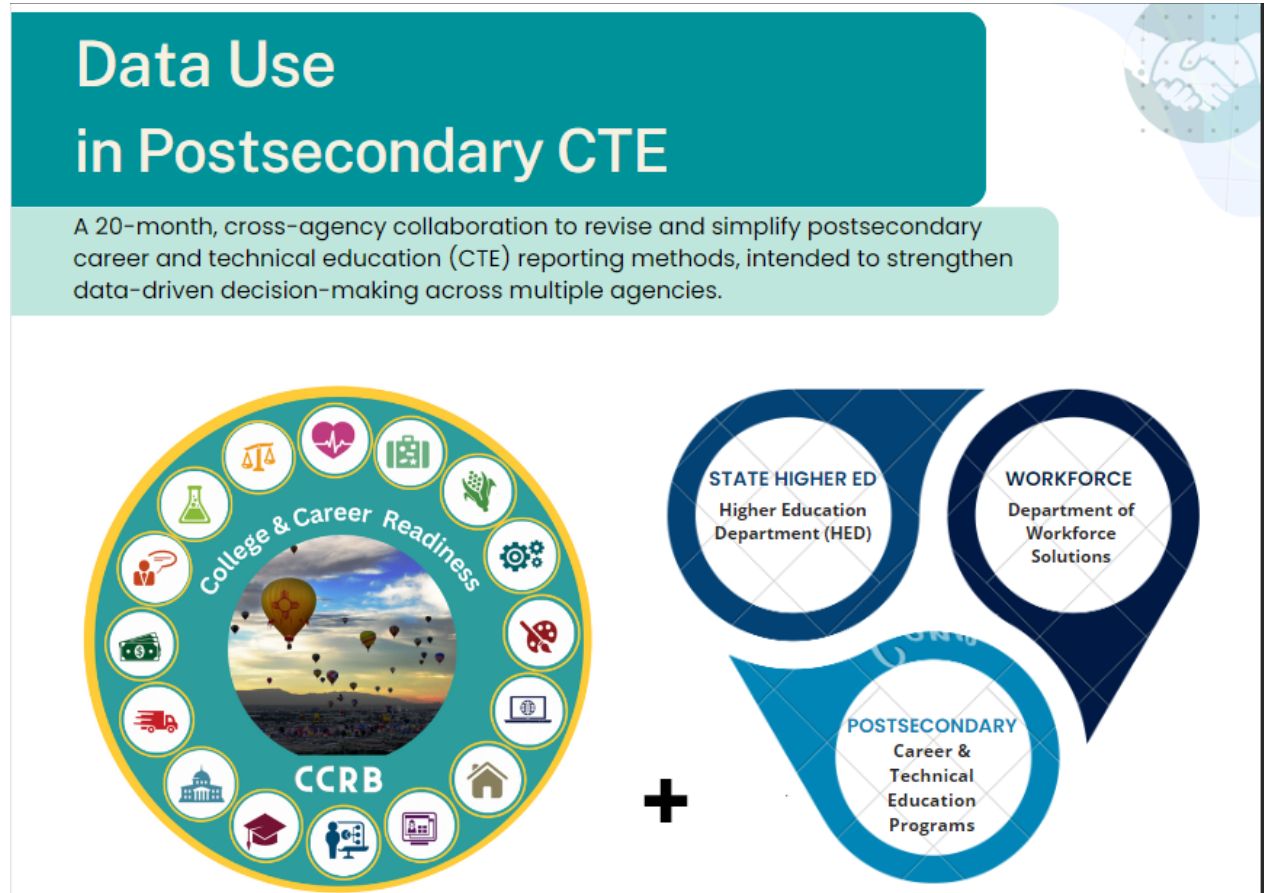 Data Use
in Postsecondary CTE
A 20-month, cross-agency collaboration to revise and simplify postsecondary
career and technical education (CTE) reporting methods, intended to strengthen
data-driven decision-making across multiple agencies.
College & Career Readiness
CCRB
+
STATE HIGHER ED
Higher Education
Department (HED)
WORKFORCE
Department of
Workforce
Solutions
POSTSECONDARY
Career &
Technical
Education
Programs